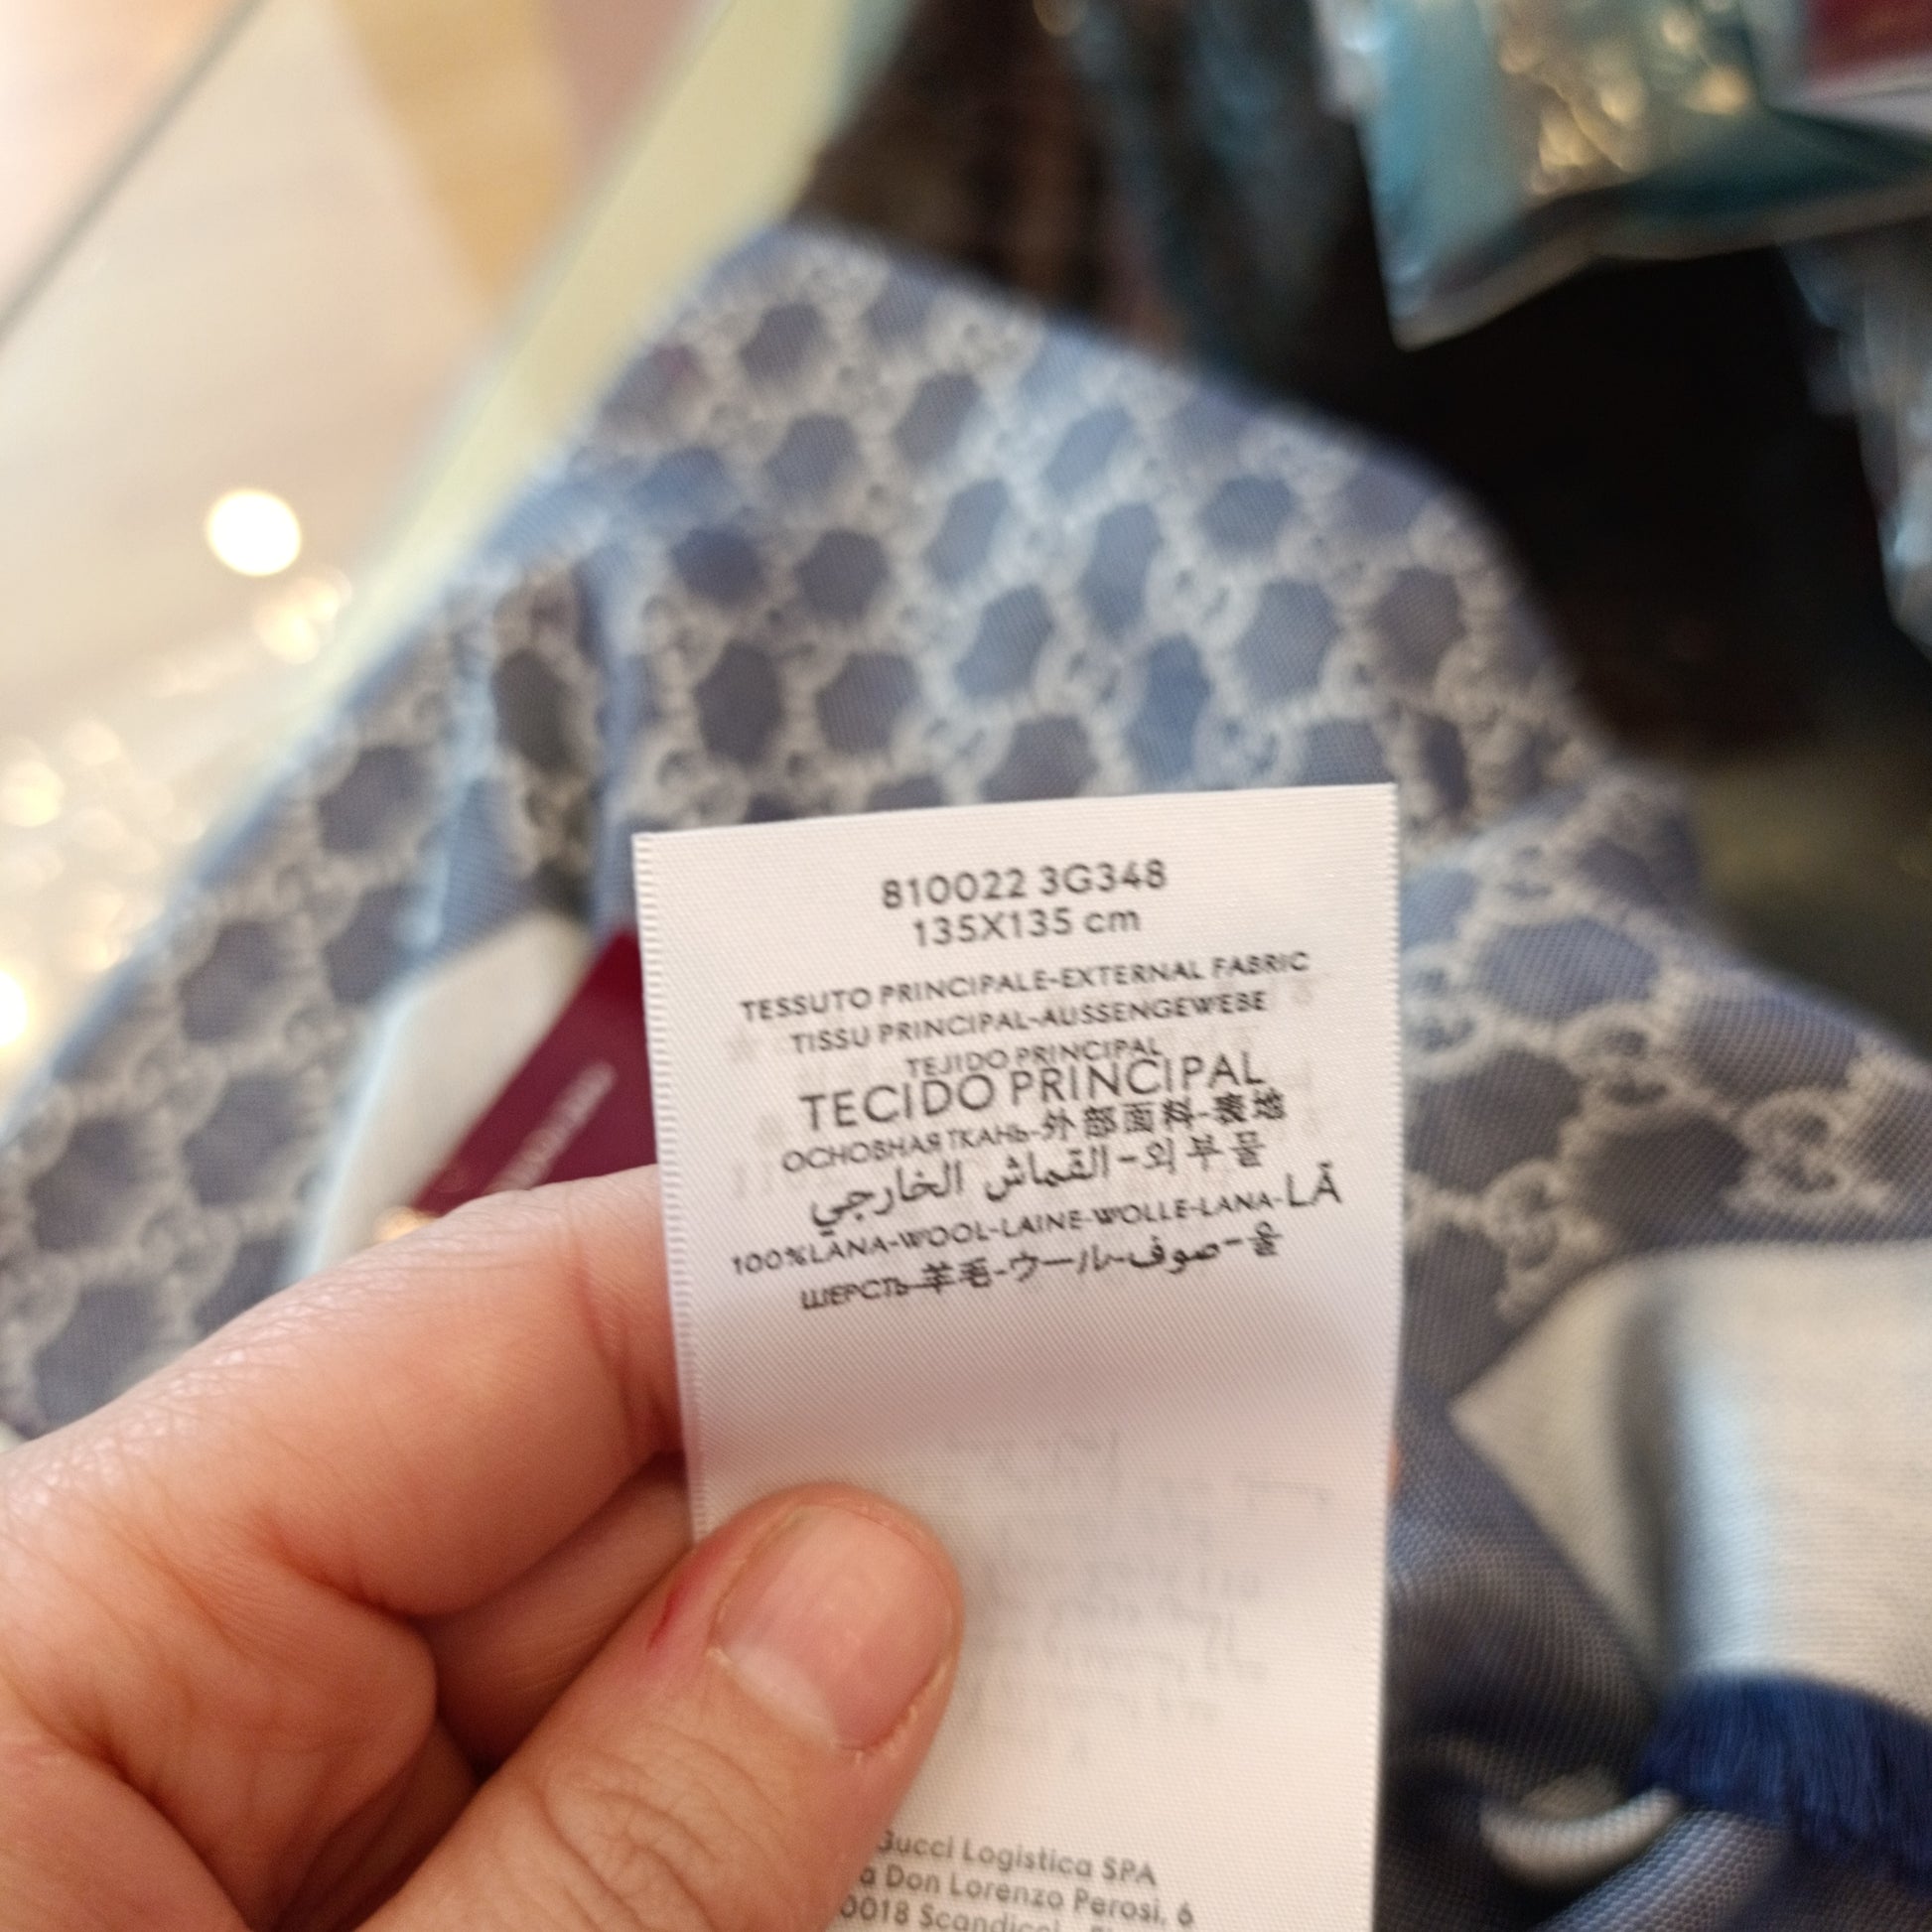 810022 3G348
135X135 cm
TESSUTO PRINCIPALE-EXTERNAL FABRIC
TISSU PRINCIPAL-AUSSENGEWEBE
TEJIDO PRINCIPAL
TECIDO PRINCIPAL
ОСНОВНАЯ ТКАНЬ-外部面料-表地
القماش الخارجي-외부물
100%LANA-WOOL-LAINE-WOLLE-LANA-LÃ
ШЕРСТЬ-羊毛-ウール-صوف-울
Gucci Logistica SPA
Don Lorenzo Perosi, 6
Scandicci